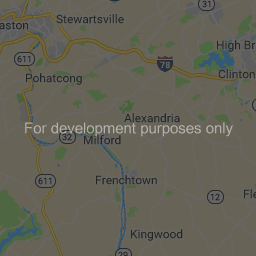 aston
Stewartsville
31
High Br
611
78
Pohatcong
Clinton
Alexandria
For development purposes only
32
Milford
611
Frenchtown
12
Fle
Kingwood
29